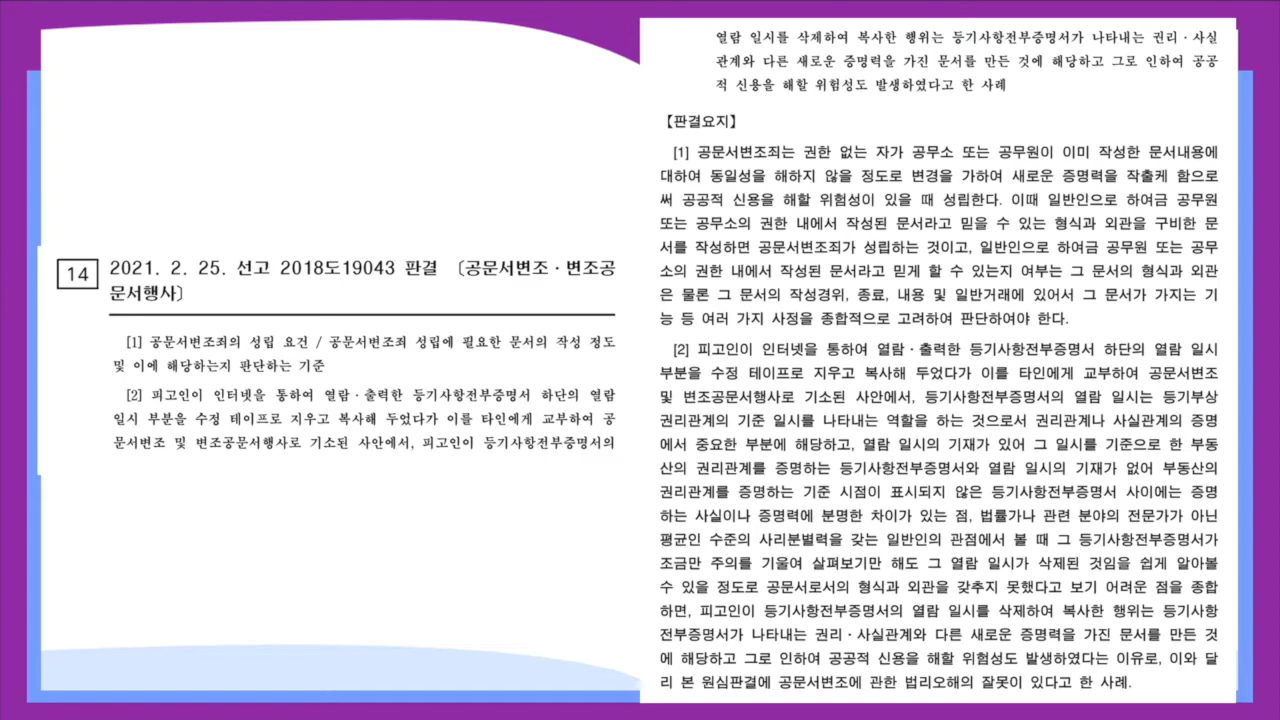 14
2021. 2. 25. 선고 2018도19043 판결 〔공문서변조·변조공
문서행사〕
[1] 공문서변조죄의 성립 요건 / 공문서변조죄 성립에 필요한 문서의 작성 정도
및 이에 해당하는지 판단하는 기준
[2] 피고인이 인터넷을 통하여 열람·출력한 등기사항전부증명서 하단의 열람
일시 부분을 수정 테이프로 지우고 복사해 두었다가 이를 타인에게 교부하여 공
문서변조 및 변조공문서행사로 기소된 사안에서, 피고인이 등기사항전부증명서의
열람 일시를 삭제하여 복사한 행위는 등기사항전부증명서가 나타내는 권리·사실
관계와 다른 새로운 증명력을 가진 문서를 만든 것에 해당하고 그로 인하여 공공
적 신용을 해할 위험성도 발생하였다고 한 사례
【판결요지】
[1] 공문서변조죄는 권한 없는 자가 공무소 또는 공무원이 이미 작성한 문서내용에
대하여 동일성을 해하지 않을 정도로 변경을 가하여 새로운 증명력을 작출케 함으로
써 공공적 신용을 해할 위험성이 있을 때 성립한다. 이때 일반인으로 하여금 공무원
또는 공무소의 권한 내에서 작성된 문서라고 믿을 수 있는 형식과 외관을 구비한 문
서를 작성하면 공문서변조죄가 성립하는 것이고, 일반인으로 하여금 공무원 또는 공무
소의 권한 내에서 작성된 문서라고 믿게 할 수 있는지 여부는 그 문서의 형식과 외관
은 물론 그 문서의 작성경위, 종류, 내용 및 일반거래에 있어서 그 문서가 가지는 기
능 등 여러 가지 사정을 종합적으로 고려하여 판단하여야 한다.
[2] 피고인이 인터넷을 통하여 열람·출력한 등기사항전부증명서 하단의 열람 일시
부분을 수정 테이프로 지우고 복사해 두었다가 이를 타인에게 교부하여 공문서변조
및 변조공문서행사로 기소된 사안에서, 등기사항전부증명서의 열람 일시는 등기부상
권리관계의 기준 일시를 나타내는 역할을 하는 것으로서 권리관계나 사실관계의 증명
에서 중요한 부분에 해당하고, 열람 일시의 기재가 있어 그 일시를 기준으로 한 부동
산의 권리관계를 증명하는 등기사항전부증명서와 열람 일시의 기재가 없어 부동산의
권리관계를 증명하는 기준 시점이 표시되지 않은 등기사항전부증명서 사이에는 증명
하는 사실이나 증명력에 분명한 차이가 있는 점, 법률가나 관련 분야의 전문가가 아닌
평균인 수준의 사리분별력을 갖는 일반인의 관점에서 볼 때 그 등기사항전부증명서가
조금만 주의를 기울여 살펴보기만 해도 그 열람 일시가 삭제된 것임을 쉽게 알아볼
수 있을 정도로 공문서로서의 형식과 외관을 갖추지 못했다고 보기 어려운 점을 종합
하면, 피고인이 등기사항전부증명서의 열람 일시를 삭제하여 복사한 행위는 등기사항
전부증명서가 나타내는 권리·사실관계와 다른 새로운 증명력을 가진 문서를 만든 것
에 해당하고 그로 인하여 공공적 신용을 해할 위험성도 발생하였다는 이유로, 이와 달
리 본 원심판결에 공문서변조에 관한 법리오해의 잘못이 있다고 한 사례.